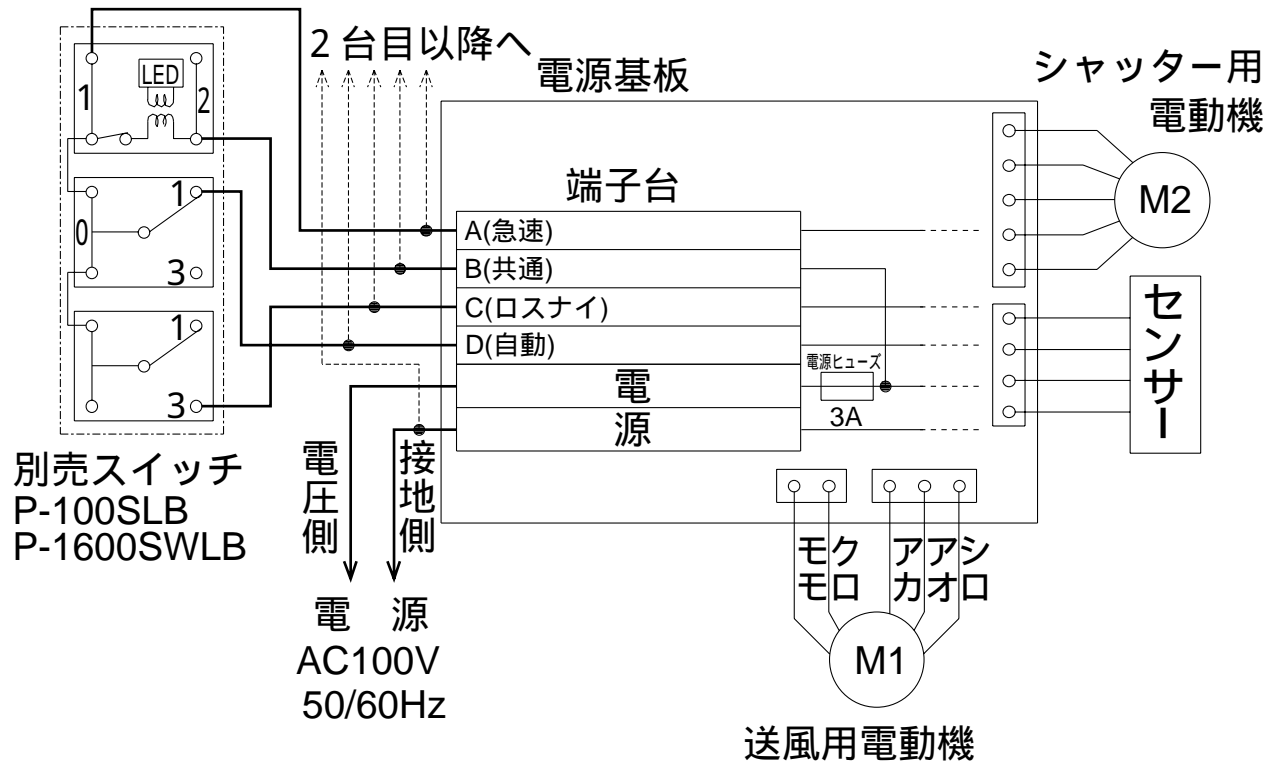 2台目以降へ
電源基板
シャッター用
電動機
LED
1
2
端子台
M2
1
0
3
A(急速)
B(共通)
C(ロスナイ)
D(自動)
電
源
電源ヒューズ
3A
センサー
1
3
別売スイッチ
P-100SLB
P-1600SWLB
電圧側
接地側
電 源
AC100V
50/60Hz
モモ
クロ
アカ
アオ
シロ
M1
送風用電動機